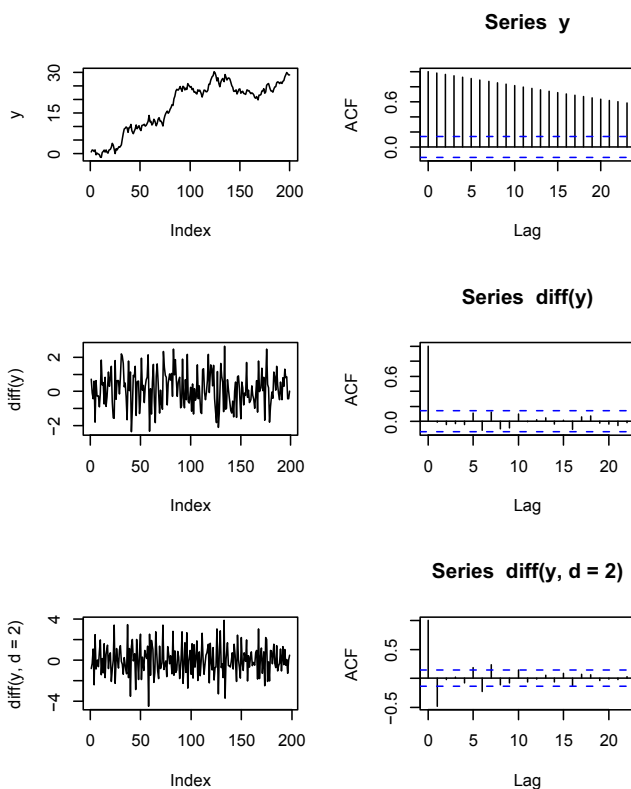 Series y
y
0 15 30
0 50 100 150 200
Index
ACF
0.0 0.6
0 5 10 15 20
Lag
Series diff(y)
diff(y)
−2 0 2
0 50 100 150 200
Index
ACF
0.0 0.6
0 5 10 15 20
Lag
Series diff(y, d = 2)
diff(y, d = 2)
−4 0 4
0 50 100 150 200
Index
ACF
−0.5 0.5
0 5 10 15 20
Lag